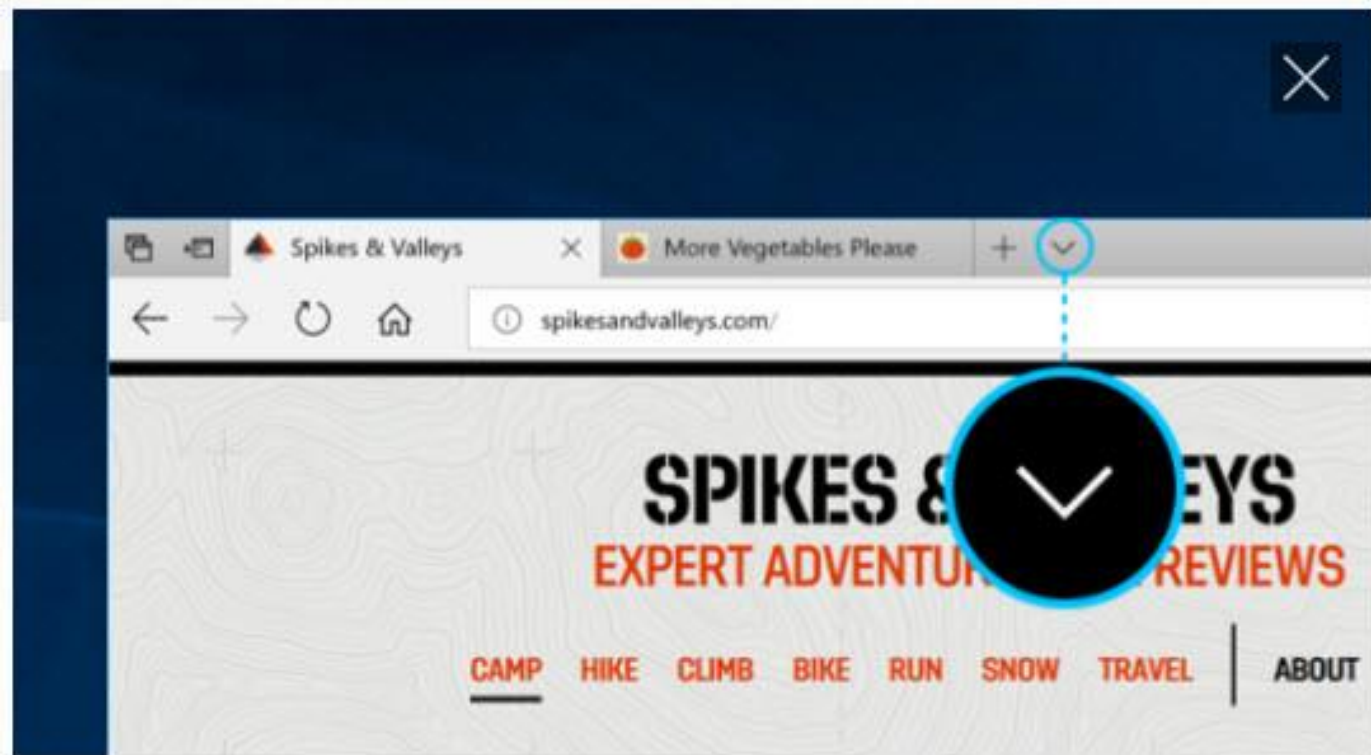 Spikes & Valleys More Vegetables Please
spikesandvalleys.com/
SPIKES & EYS
EXPERT ADVENTU REVIEWS
CAMP HIKE CLIMB BIKE RUN SNOW TRAVEL ABOUT